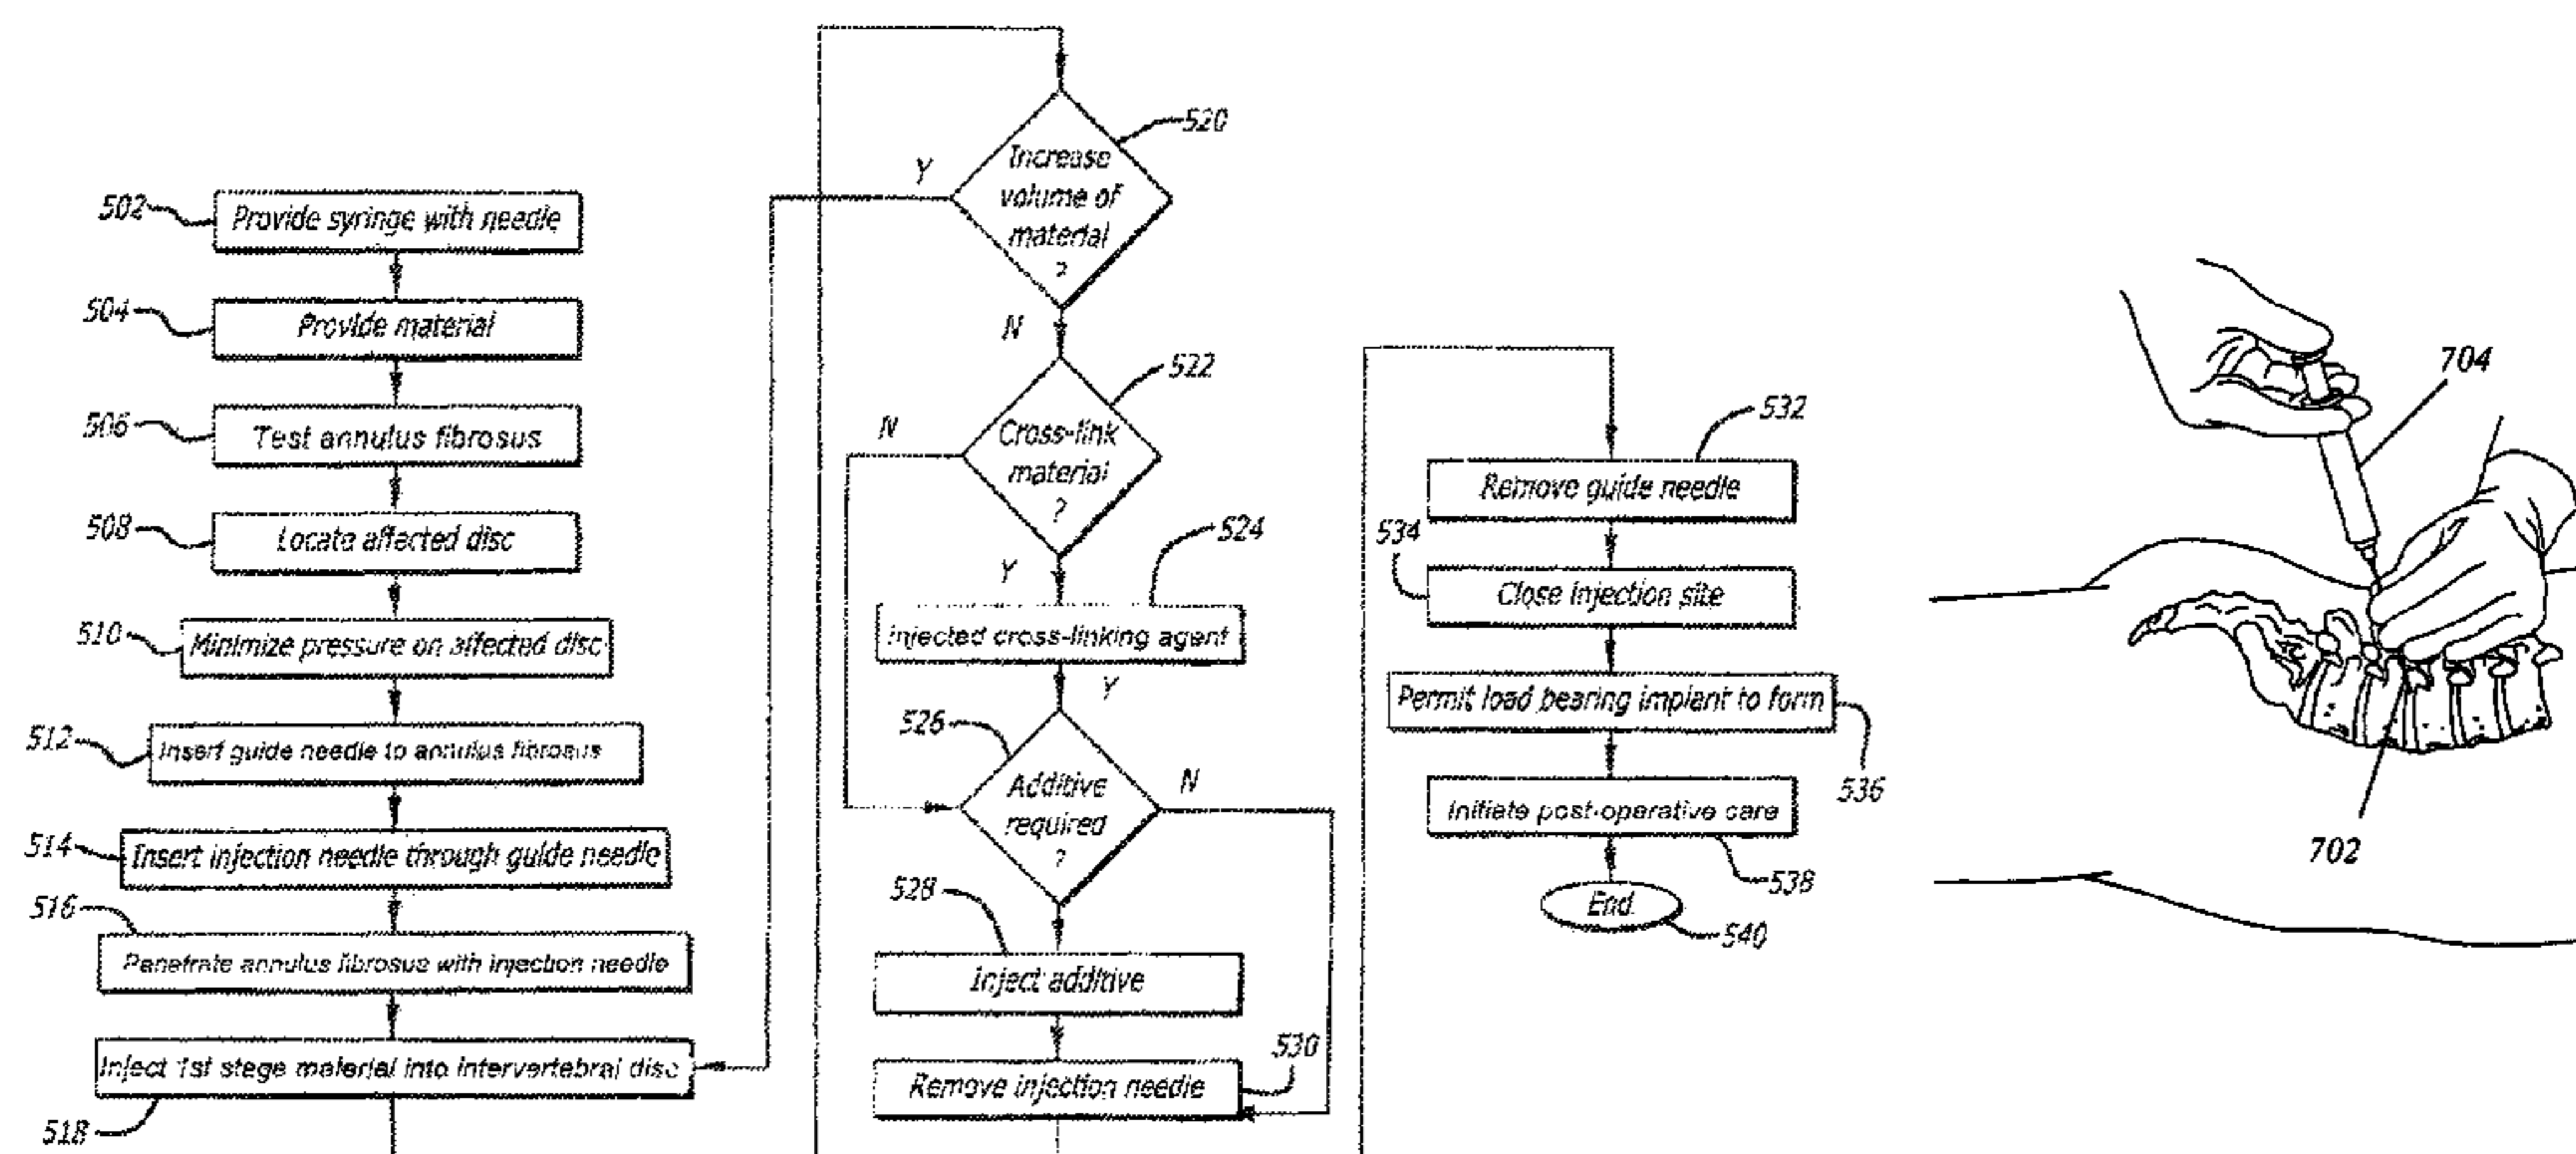 502
Provide syringe with needle
504
Provide material
506
Test annulus fibrosus
508
Locate affected disc
510
Minimize pressure on affected disc
512
Insert guide needle to annulus fibrosus
514
Insert injection needle through guide needle
516
Penetrate annulus fibrosus with injection needle
Inject 1st stage material into intervertebral disc
518
520
Y
Increase
volume of
material
?
N
522
N
Cross-link
material
?
524
Y
Injected cross-linking agent
Y
526
Additive
required
?
N
528
Inject additive
530
Remove injection needle
532
Remove guide needle
534
Close injection site
Permit load bearing implant to form
536
Initiate post-operative care
538
End.
540
704
702